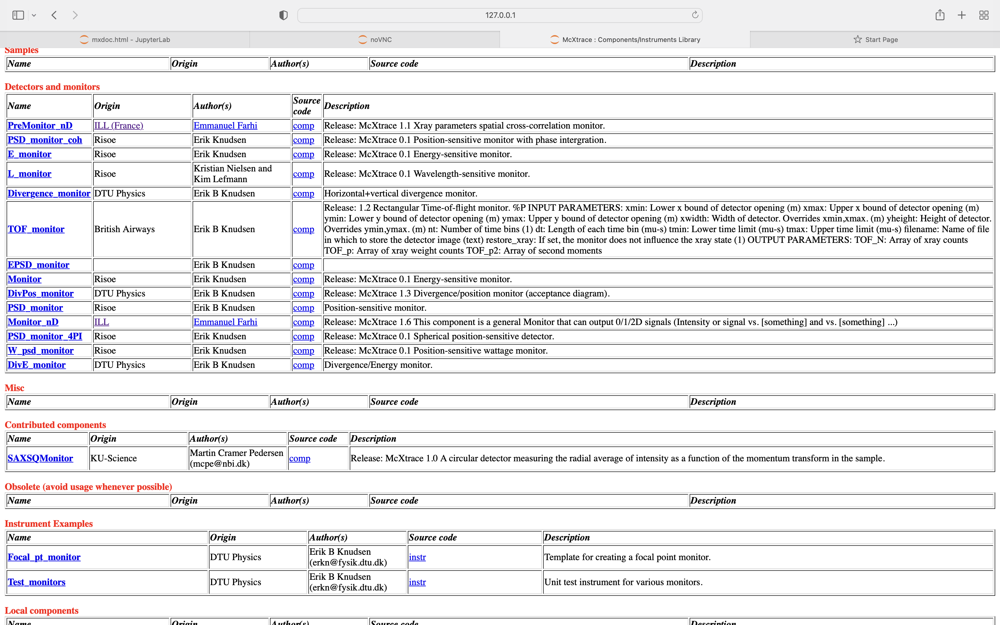 127.0.0.1
mxdoc.html - JupyterLab
noVNC
McXtrace : Components/Instruments Library
Start Page
Samples
Name Origin Author(s) Source code Description
Detectors and monitors
Name Origin Author(s) Source code Description
PreMonitor_nD ILL (France) Emmanuel Farhi comp Release: McXtrace 1.1 Xray parameters spatial cross-correlation monitor.
PSD_monitor_coh Risoe Erik Knudsen comp Release: McXtrace 0.1 Position-sensitive monitor with phase intergration.
E_monitor Risoe Erik Knudsen comp Release: McXtrace 0.1 Energy-sensitive monitor.
L_monitor Risoe Kristian Nielsen and Kim Lefmann comp Release: McXtrace 0.1 Wavelength-sensitive monitor.
Divergence_monitor DTU Physics Erik B Knudsen comp Horizontal+vertical divergence monitor.
TOF_monitor British Airways Erik B Knudsen comp Release: 1.2 Rectangular Time-of-flight monitor. %P INPUT PARAMETERS: xmin: Lower x bound of detector opening (m) xmax: Upper x bound of detector opening (m)
ymin: Lower y bound of detector opening (m) ymax: Upper y bound of detector opening (m) xwidth: Width of detector. Overrides xmin,xmax. (m) yheight: Height of detector.
Overrides ymin,ymax. (m) nt: Number of time bins (1) dt: Length of each time bin (mu-s) tmin: Lower time limit (mu-s) tmax: Upper time limit (mu-s) filename: Name of file
in which to store the detector image (text) restore_xray: If set, the monitor does not influence the xray state (1) OUTPUT PARAMETERS: TOF_N: Array of xray counts
TOF_p: Array of xray weight counts TOF_p2: Array of second moments
EPSD_monitor Erik B Knudsen comp
Monitor Risoe Erik Knudsen comp Release: McXtrace 0.1 Energy-sensitive monitor.
DivPos_monitor DTU Physics Erik B Knudsen comp Release: McXtrace 1.3 Divergence/position monitor (acceptance diagram).
PSD_monitor Risoe Erik B Knudsen comp Position-sensitive monitor.
Monitor_nD ILL Emmanuel Farhi comp Release: McXtrace 1.6 This component is a general Monitor that can output 0/1/2D signals (Intensity or signal vs. [something] and vs. [something] ...)
PSD_monitor_4PI Risoe Erik Knudsen comp Release: McXtrace 0.1 Spherical position-sensitive detector.
W_psd_monitor Risoe Erik Knudsen comp Release: McXtrace 0.1 Position-sensitive wattage monitor.
DivE_monitor DTU Physics Erik B Knudsen comp Divergence/Energy monitor.
Misc
Name Origin Author(s) Source code Description
Contributed components
Name Origin Author(s) Source code Description
SAXSQMonitor KU-Science Martin Cramer Pedersen (mcpe@nbi.dk) comp Release: McXtrace 1.0 A circular detector measuring the radial average of intensity as a function of the momentum transform in the sample.
Obsolete (avoid usage whenever possible)
Name Origin Author(s) Source code Description
Instrument Examples
Name Origin Author(s) Source code Description
Focal_pt_monitor DTU Physics Erik B Knudsen (erkn@fysik.dtu.dk) instr Template for creating a focal point monitor.
Test_monitors DTU Physics Erik B Knudsen (erkn@fysik.dtu.dk) instr Unit test instrument for various monitors.
Local components
Name Origin Author(s) Source code Description